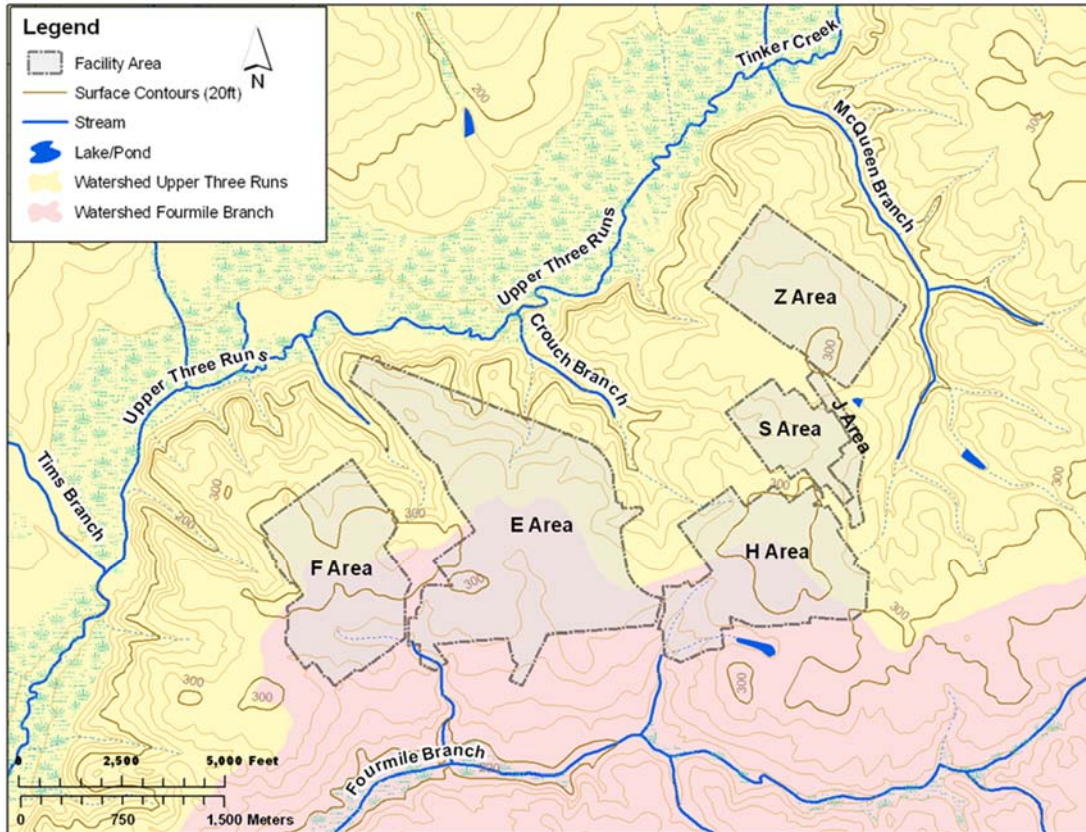 Legend
Facility Area
Surface Contours (20ft)
Stream
Lake/Pond
Watershed Upper Three Runs
Watershed Fourmile Branch
N
Tinker Creek
McQueen Branch
200
300
Upper Three Runs
Z Area
300
Crouch Branch
Upper Three Runs
J Area
S Area
Tims Branch
300
200
300
300
E Area
H Area
F Area
300
300
300
300
300
0 2,500 5,000 Feet
0 750 1,500 Meters
Fourmile Branch
200